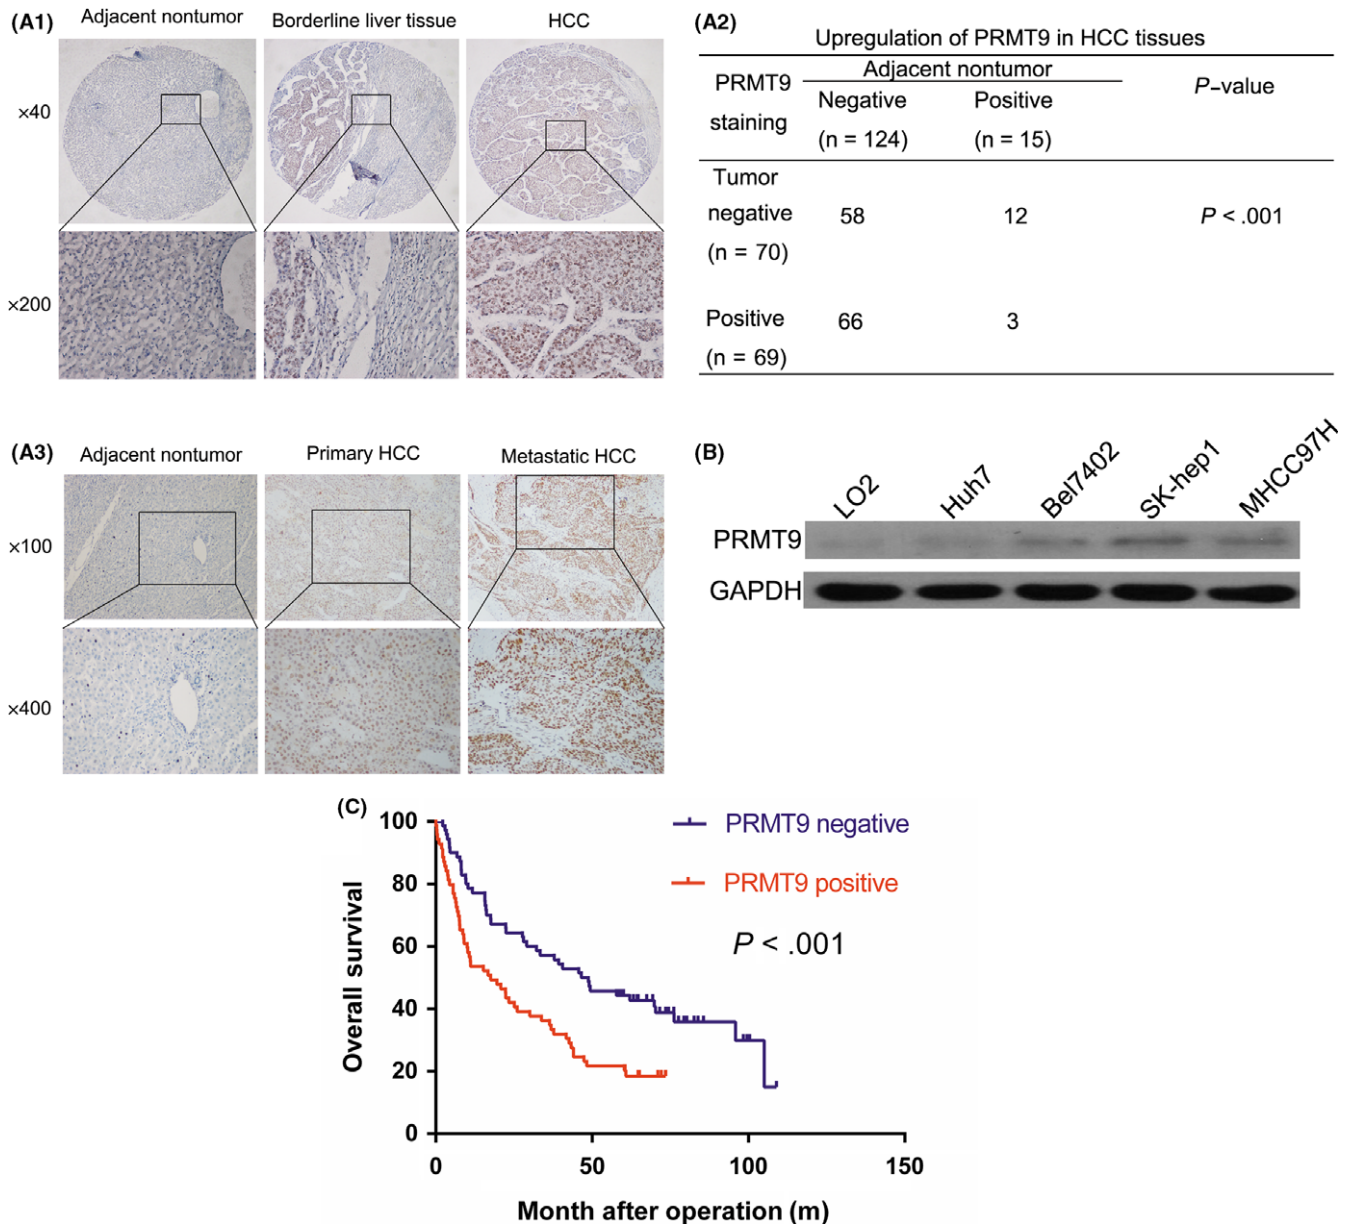 (A1)
Adjacent nontumor
Borderline liver tissue
HCC
×40
×200
(A2)
Upregulation of PRMT9 in HCC tissues
PRMT9 staining
Adjacent nontumor
P–value
Negative
Positive
(n = 124)
(n = 15)
Tumor
negative
(n = 70)
58
12
P < .001
Positive
(n = 69)
66
3
(A3)
Adjacent nontumor
Primary HCC
Metastatic HCC
×100
×400
(B)
LO2
Huh7
Bel7402
SK-hep1
MHCC97H
PRMT9
GAPDH
(C)
PRMT9 negative
PRMT9 positive
P < .001
Overall survival
100
80
60
40
20
0
0
50
100
150
Month after operation (m)